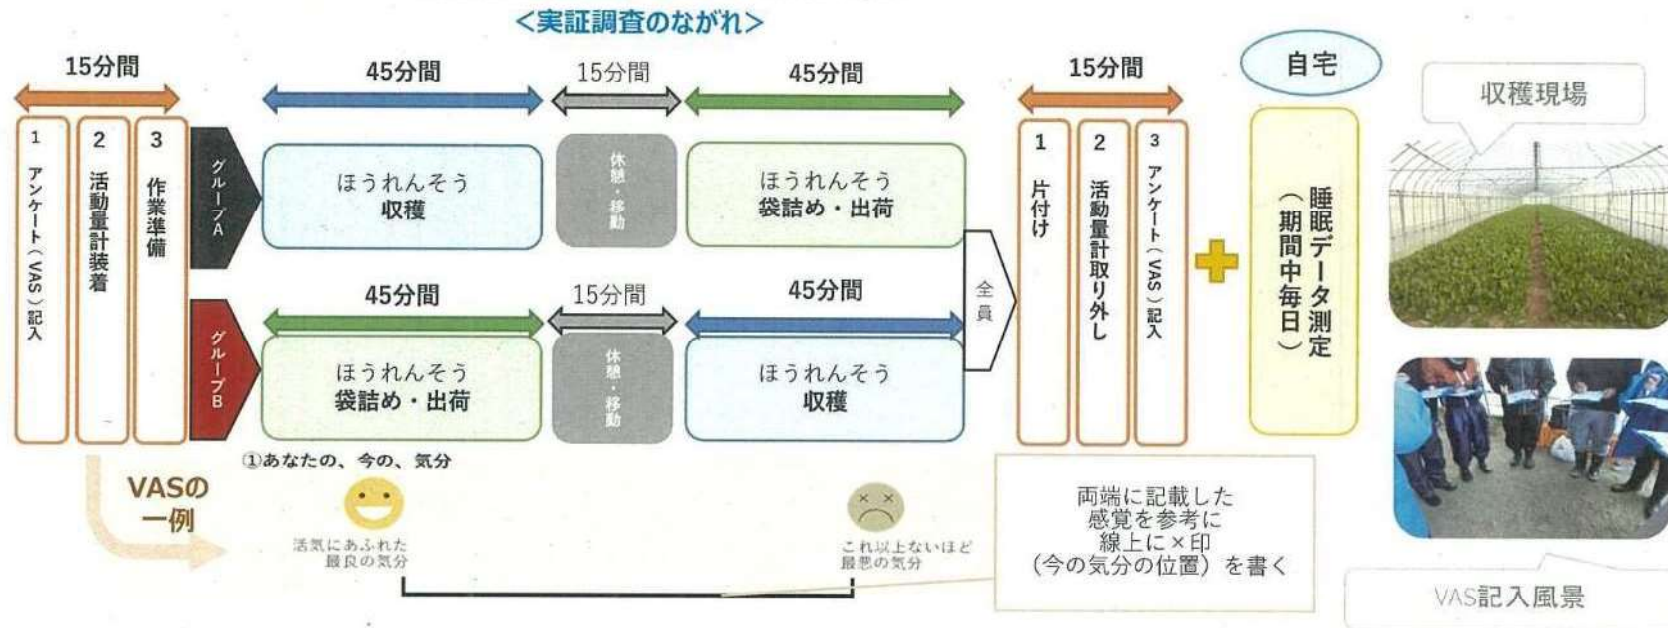 ＜実証調査のながれ＞
15分間
45分間
15分間
45分間
15分間
自宅
1 アンケート（VAS）記入
2 活動量計装着
3 作業準備
グループA
ほうれんそう
収穫
休憩・移動
ほうれんそう
袋詰め・出荷
グループB
45分間
15分間
45分間
ほうれんそう
袋詰め・出荷
休憩・移動
ほうれんそう
収穫
全員
1 片付け
2 活動量計取り外し
3 アンケート（VAS）記入
睡眠データ測定
（期間中毎日）
収穫現場
VASの
一例
①あなたの、今の、気分
活気にあふれた
最良の気分
これ以上ないほど
最悪の気分
両端に記載した
感覚を参考に
線上に×印
（今の気分の位置）を書く
VAS記入風景